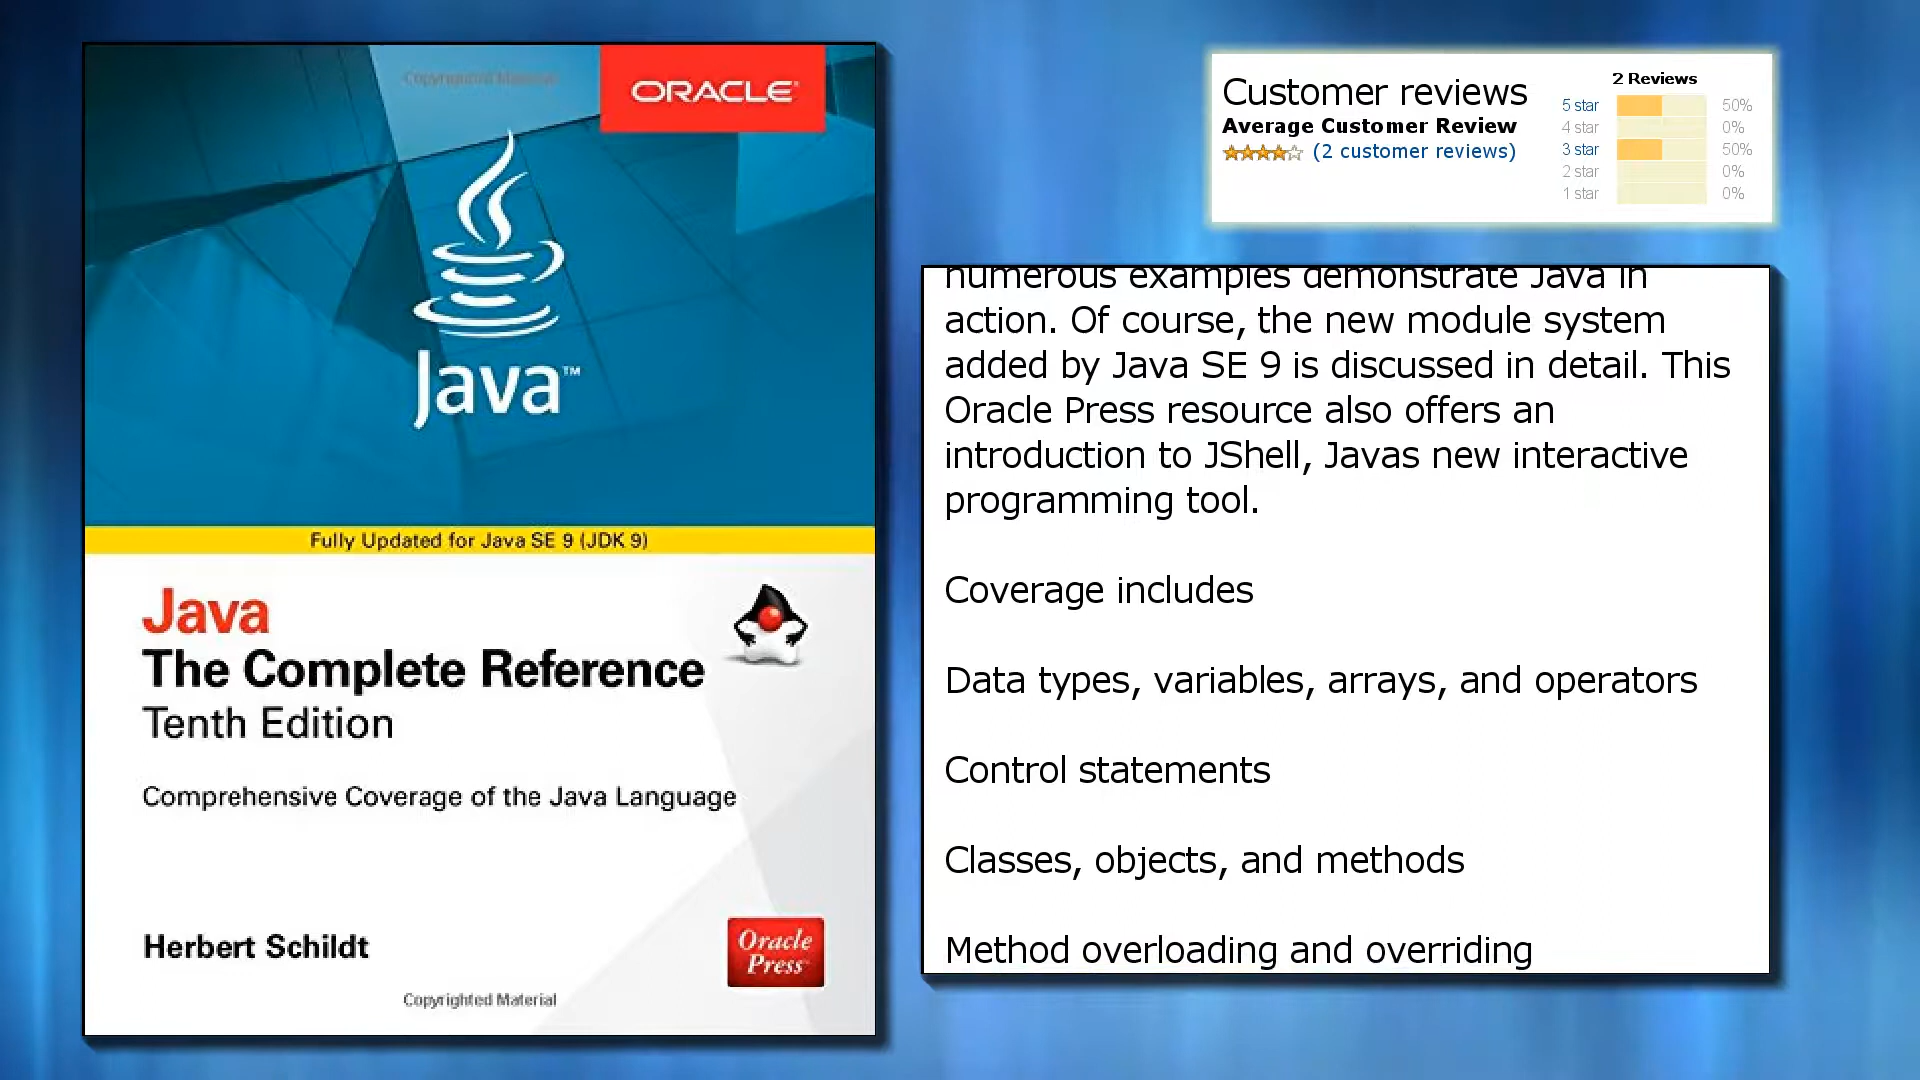 Copyrighted Material
ORACLE
Java™
Fully Updated for Java SE 9 (JDK 9)
Java
The Complete Reference
Tenth Edition
Comprehensive Coverage of the Java Language
Herbert Schildt
Oracle
Press
Copyrighted Material
Customer reviews
Average Customer Review
(2 customer reviews)
2 Reviews
5 star 50%
4 star 0%
3 star 50%
2 star 0%
1 star 0%
numerous examples demonstrate Java in
action. Of course, the new module system
added by Java SE 9 is discussed in detail. This
Oracle Press resource also offers an
introduction to JShell, Javas new interactive
programming tool.
Coverage includes
Data types, variables, arrays, and operators
Control statements
Classes, objects, and methods
Method overloading and overriding